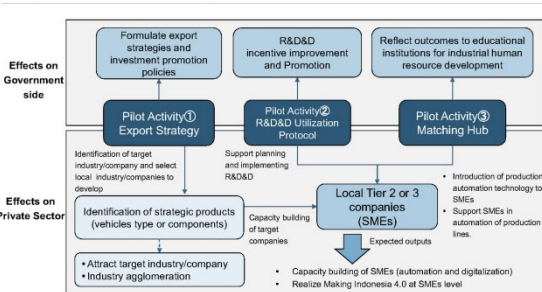 Effects on
Government
side
Formulate export
strategies and
investment promotion
policies
R&D&D
incentive improvement
and Promotion
Reflect outcomes to educational
institutions for industrial human
resource development
Pilot Activity①
Export Strategy
Pilot Activity②
R&D&D Utilization
Protocol
Pilot Activity③
Matching Hub
Effects on
Private Sector
Identification of target
industry/company and select
local industry/companies to
develop
Support planning
and implementing
R&D&D
Identification of strategic products
(vehicles type or components)
Capacity building
of target
companies
Local Tier 2 or 3
companies
(SMEs)
• Introduction of production
automation technology to
SMEs
• Support SMEs in
automation of production
lines.
Expected outputs
• Attract target industry/company
• Industry agglomeration
• Capacity building of SMEs (automation and digitalization)
• Realize Making Indonesia 4.0 at SMEs level